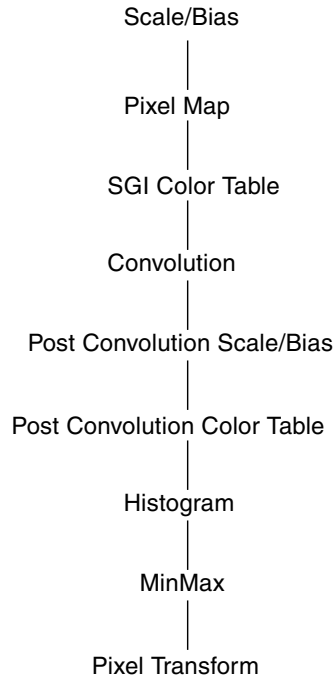 Scale/Bias
Pixel Map
SGI Color Table
Convolution
Post Convolution Scale/Bias
Post Convolution Color Table
Histogram
MinMax
Pixel Transform